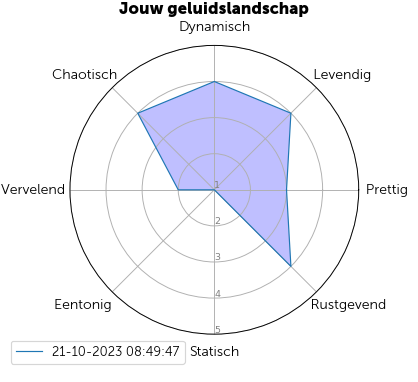 Jouw geluidslandschap
Dynamisch
Chaotisch
Levendig
Vervelend
1
Prettig
2
3
4
Eentonig
Rustgevend
5
21-10-2023 08:49:47
Statisch